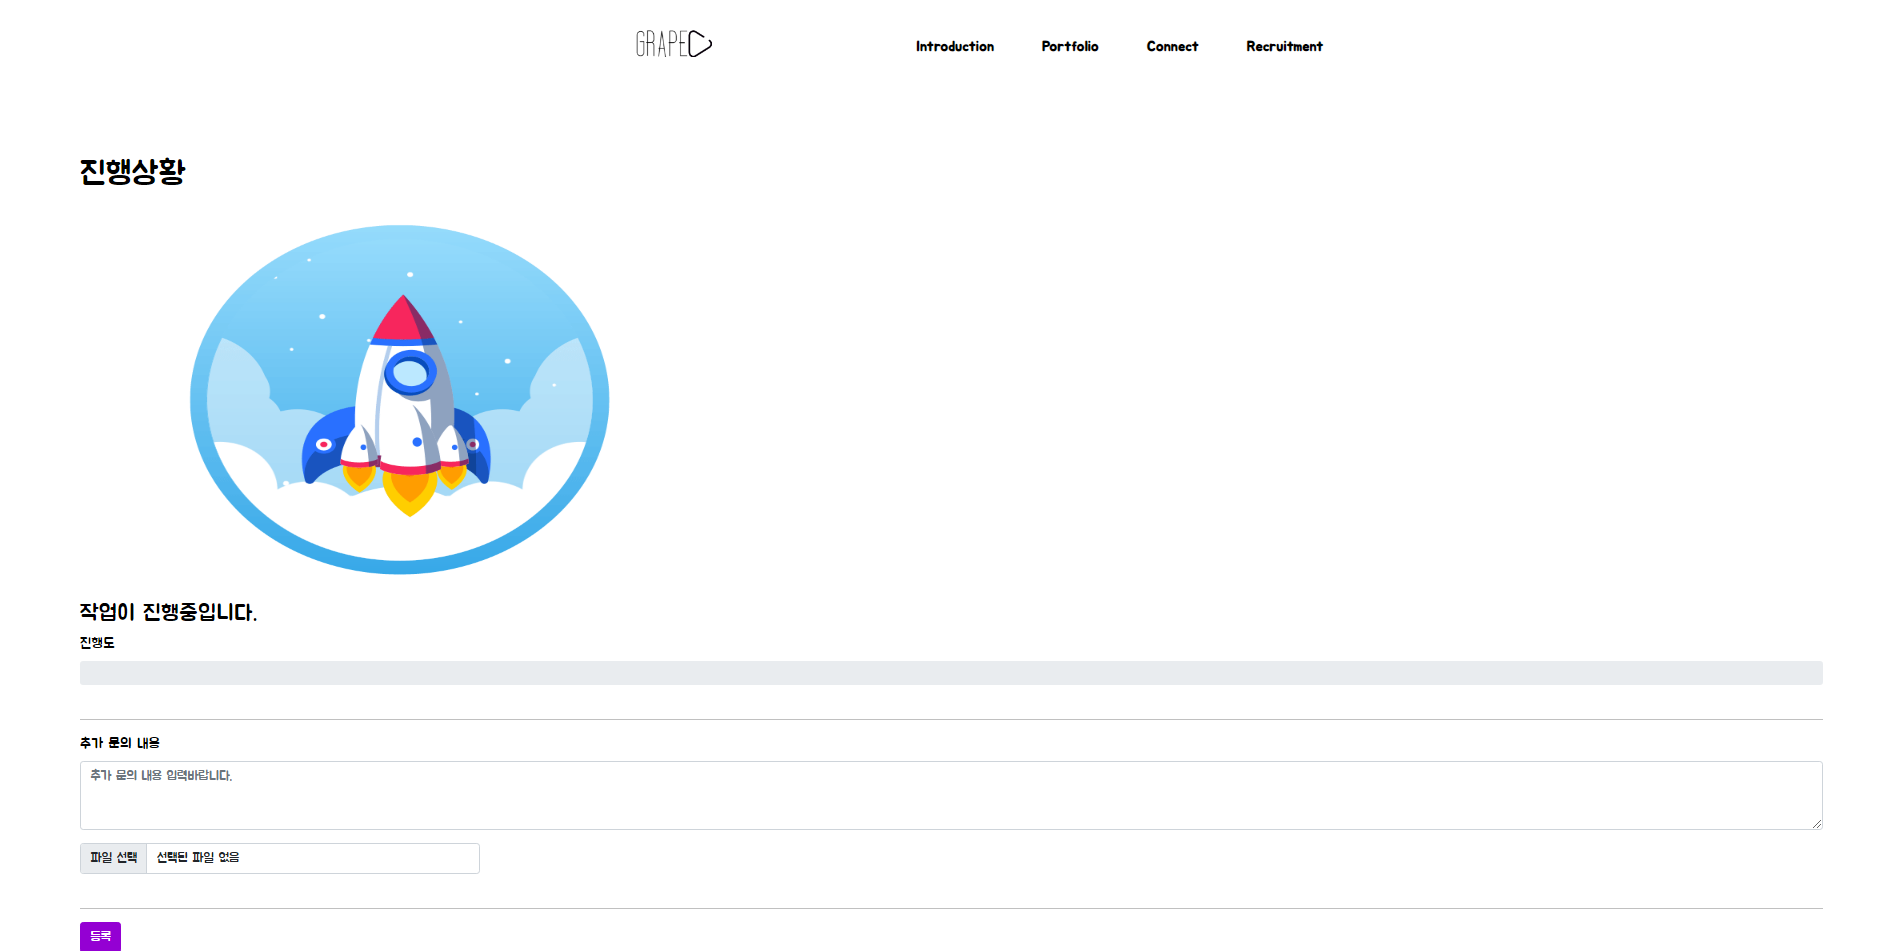 GRAPE
Introduction Portfolio Connect Recruitment
진행상황
작업이 진행중입니다.
진행도
추가 문의 내용
추가 문의 내용 입력바랍니다.
파일 선택 선택된 파일 없음
등록